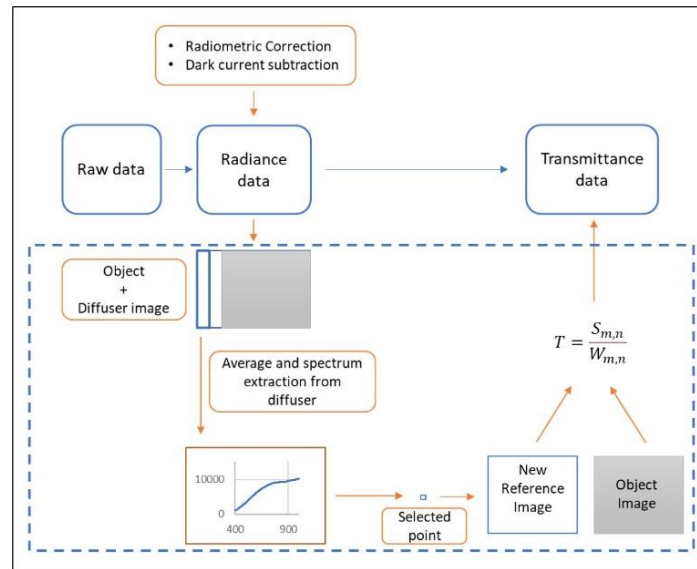 • Radiometric Correction
• Dark current subtraction
Raw data
Radiance
data
Transmittance
data
Object
+
Diffuser image
Average and spectrum
extraction from
diffuser
T = S_{m,n} / W_{m,n}
10000
0
400
900
Selected
point
New
Reference
Image
Object
Image